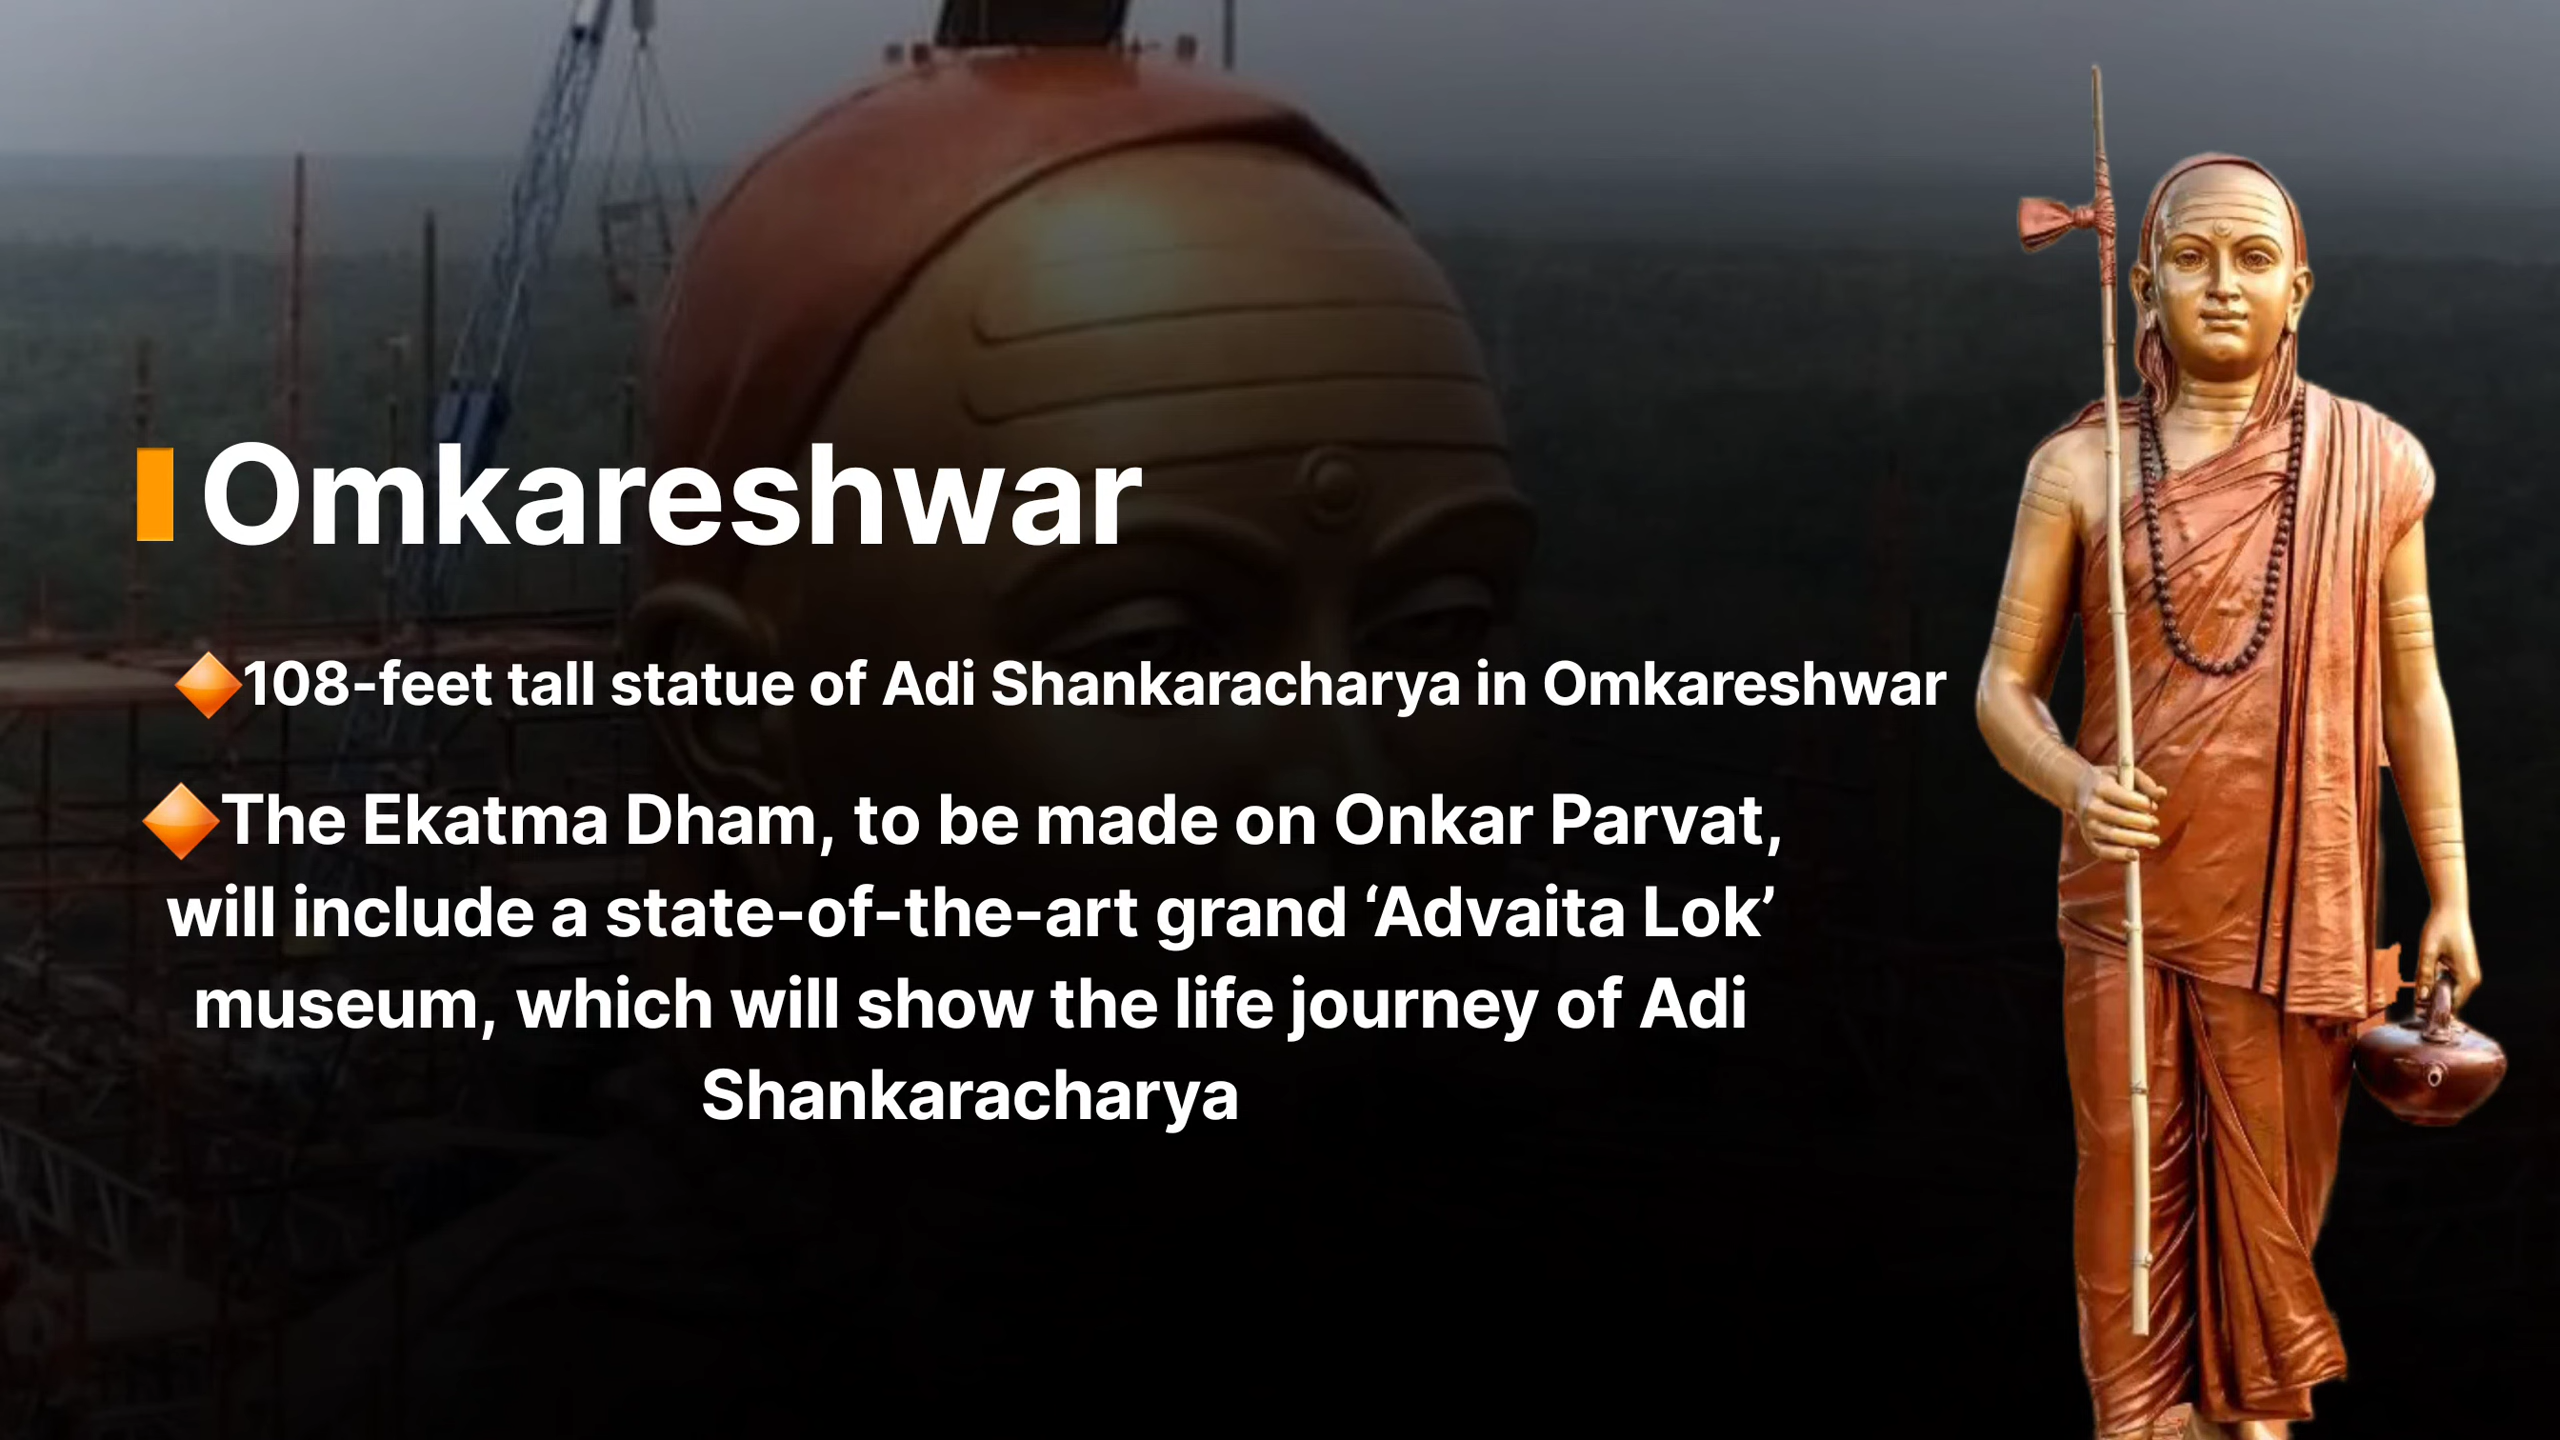 Omkareshwar
🔶108-feet tall statue of Adi Shankaracharya in Omkareshwar
🔶The Ekatma Dham, to be made on Onkar Parvat,
will include a state-of-the-art grand ‘Advaita Lok’
museum, which will show the life journey of Adi
Shankaracharya